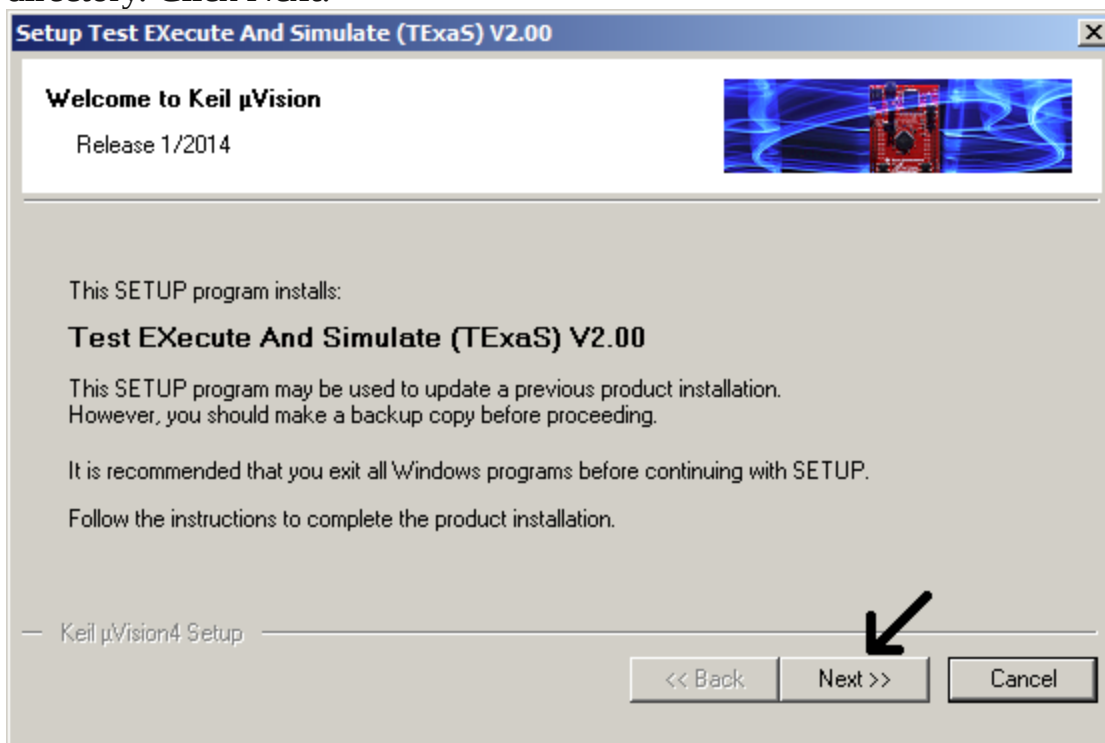 directory. Click Next.
Setup Test EXecute And Simulate (TExaS) V2.00
Welcome to Keil µVision
Release 1/2014
This SETUP program installs:
Test EXecute And Simulate (TExaS) V2.00
This SETUP program may be used to update a previous product installation.
However, you should make a backup copy before proceeding.
It is recommended that you exit all Windows programs before continuing with SETUP.
Follow the instructions to complete the product installation.
Keil µVision4 Setup
<< Back Next >> Cancel